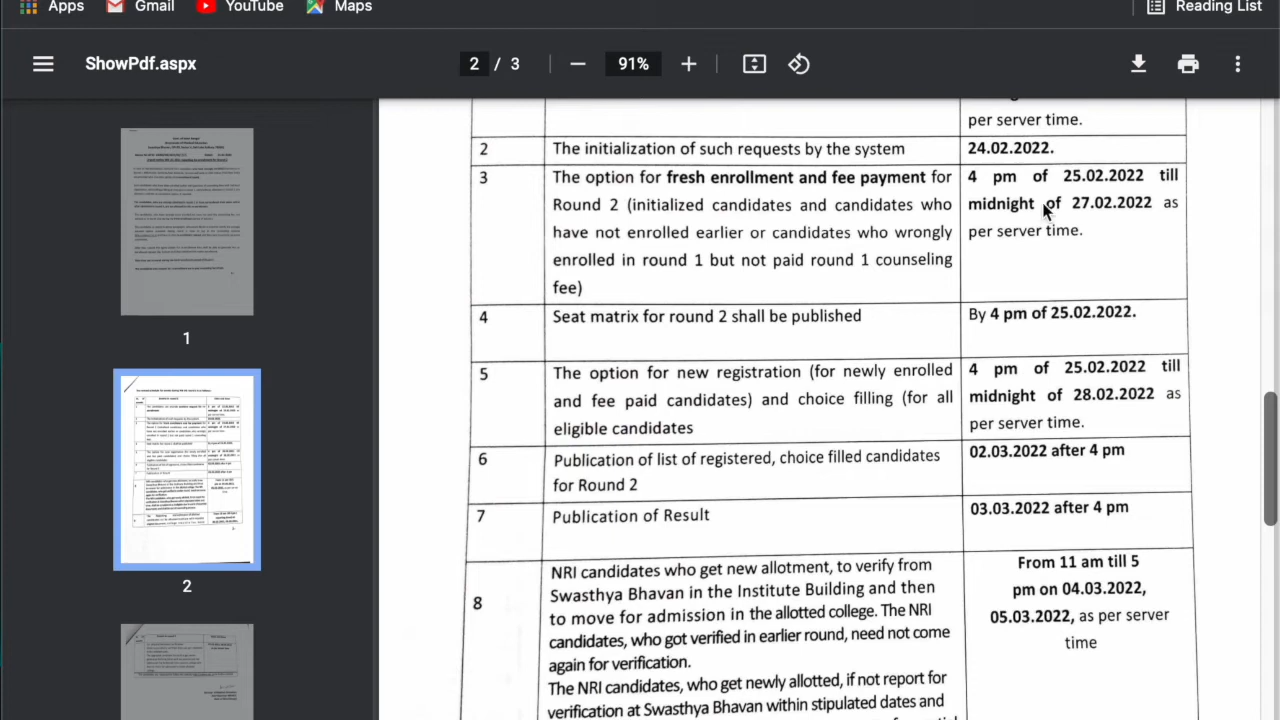 Apps Gmail YouTube Maps Reading List
ShowPdf.aspx 2 / 3 91%
per server time.
2 The intimation of such requests by the system 24.02.2022.
3 The option for fresh enrollment and fee payment for 4 pm of 25.02.2022 till
Round 2 (unutilized candidates and candidates who midnight of 27.02.2022 as
have not enrolled earlier or candidates who wrongly per server time.
enrolled in round 1 but not paid round 1 counseling
fee)
4 Seat matrix for round 2 shall be published By 4 pm of 25.02.2022.
5 The option for new registration (for newly enrolled 4 pm of 25.02.2022 till
and fees paid candidates) and choice filling (for all midnight of 28.02.2022 as
eligible candidates per server time.
6 Publication of list of registered, choice filled candidates 02.03.2022 after 4 pm
for Round 2
7 Publication of Result 03.03.2022 after 4 pm
8 NRI candidates who get new allotment, to verify from From 11 am till 5
Swasthya Bhavan in the Institute Building and then pm on 04.03.2022,
to move for admission in the allotted college. The NRI 05.03.2022, as per server
candidates, who got verified in earlier round need not come time
again for verification.
The NRI candidates, who get newly allotted, if not report for
verification at Swasthya Bhavan within stipulated dates and
1
2